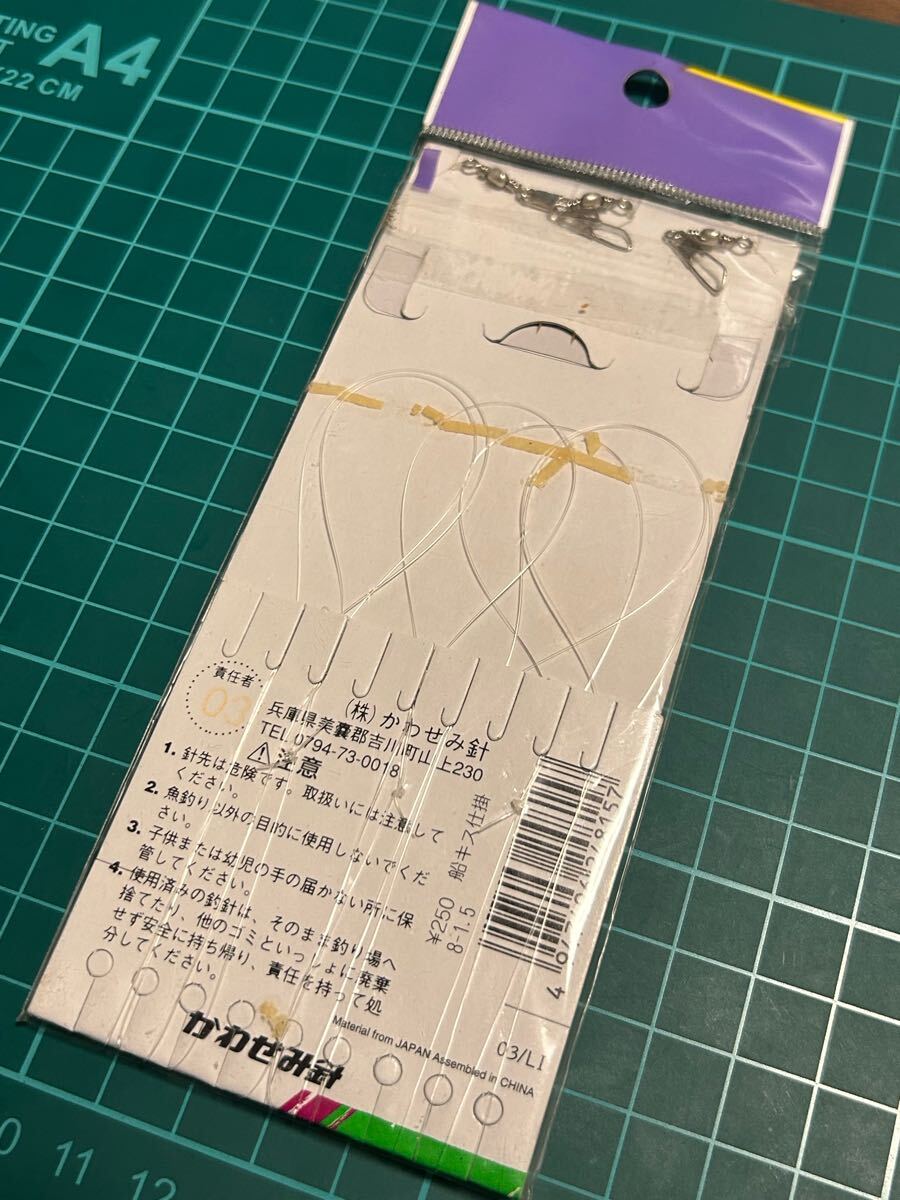 TING A4
22 CM
責任者
03
(株)かわせみ針
兵庫県美嚢郡吉川町山上230
TEL 0794-73-0018
注意
1. 針先は危険です。取扱いには注意して
ください。
2. 魚釣り以外の目的に使用しないでくだ
さい。
3. 子供または幼児の手の届かない所に保
管してください。
4. 使用済みの釣針は、そのまま釣り場へ
捨てたり、他のゴミといっしょに廃棄
せず安全に持ち帰り、責任を持って処
分してください。
船キス仕掛
¥250
8-1.5
03/LI
かわせみ針
Material from JAPAN Assembled in CHINA
11 12